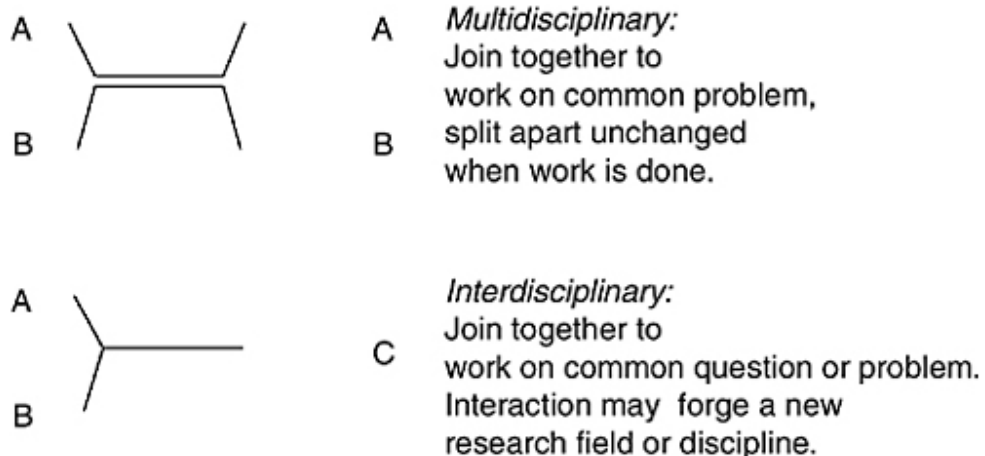 A
A
Multidisciplinary:
Join together to
work on common problem,
B
B
split apart unchanged
when work is done.
A
Interdisciplinary:
Join together to
C
work on common question or problem.
B
Interaction may forge a new
research field or discipline.